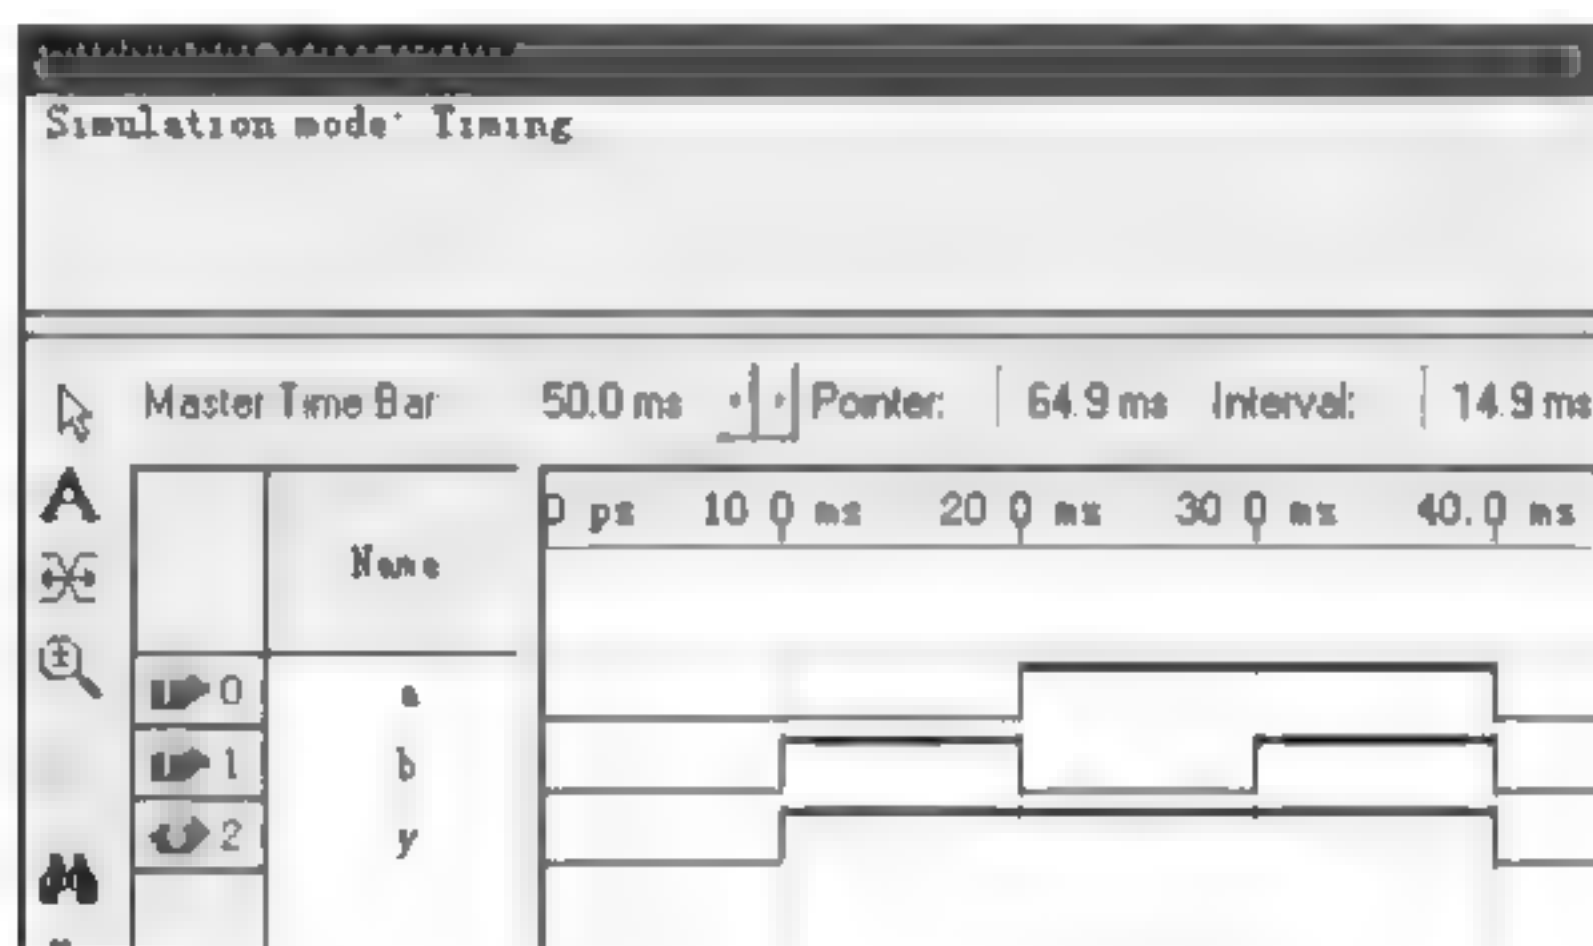 Simulation mode: Timing
Master Time Bar 50.0 ms Pointer: 64.9 ms Interval: 14.9 ms
0 ps 10.0 ms 20.0 ms 30.0 ms 40.0 ms
Name
0 a
1 b
2 y